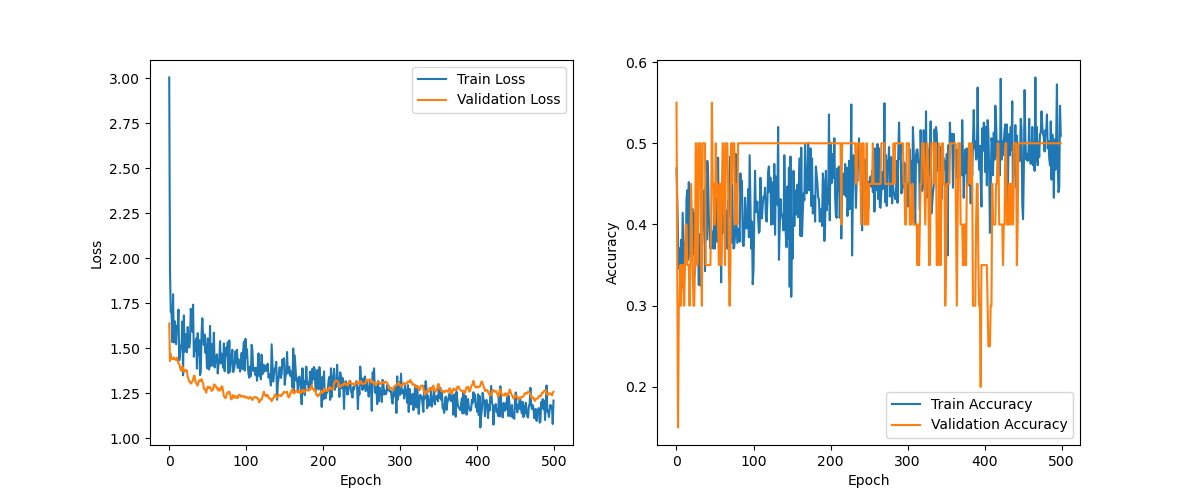 3.00
2.75
2.50
2.25
2.00
1.75
1.50
1.25
1.00
Loss
0 100 200 300 400 500
Epoch
Train Loss
Validation Loss
0.6
0.5
0.4
0.3
0.2
Accuracy
0 100 200 300 400 500
Epoch
Train Accuracy
Validation Accuracy